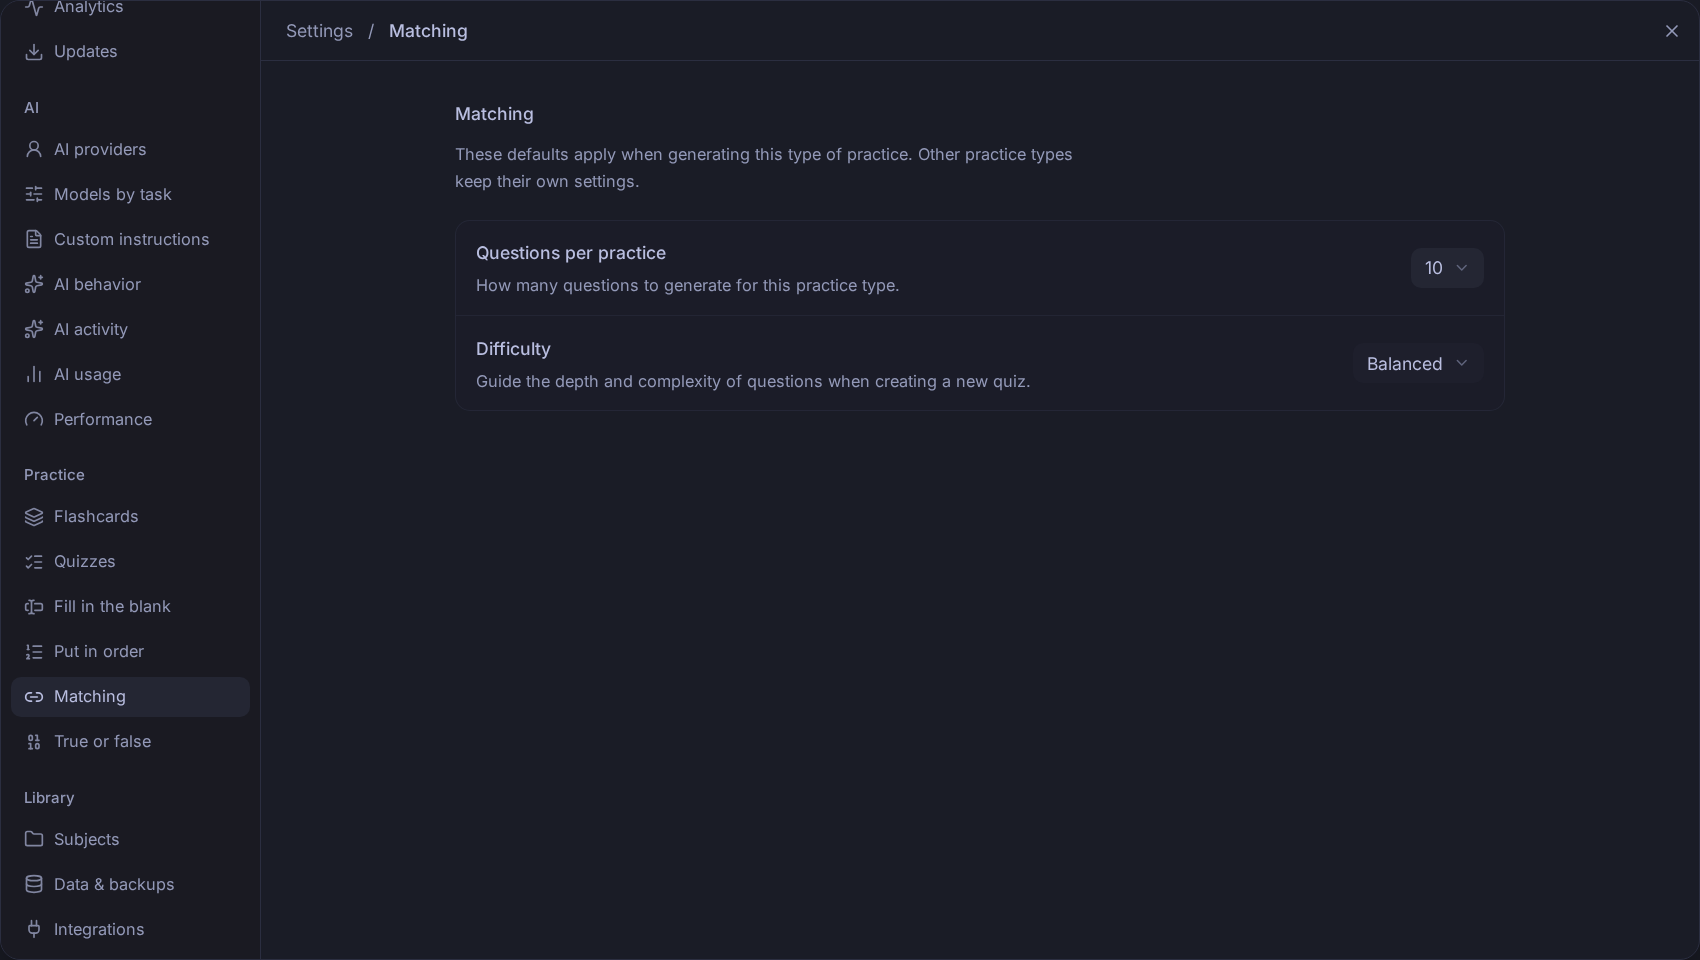 Analytics
Updates
AI
AI providers
Models by task
Custom instructions
AI behavior
AI activity
AI usage
Performance
Practice
Flashcards
Quizzes
Fill in the blank
Put in order
Matching
True or false
Library
Subjects
Data & backups
Integrations
Settings / Matching
Matching
These defaults apply when generating this type of practice. Other practice types
keep their own settings.
Questions per practice
How many questions to generate for this practice type.
10
Difficulty
Guide the depth and complexity of questions when creating a new quiz.
Balanced